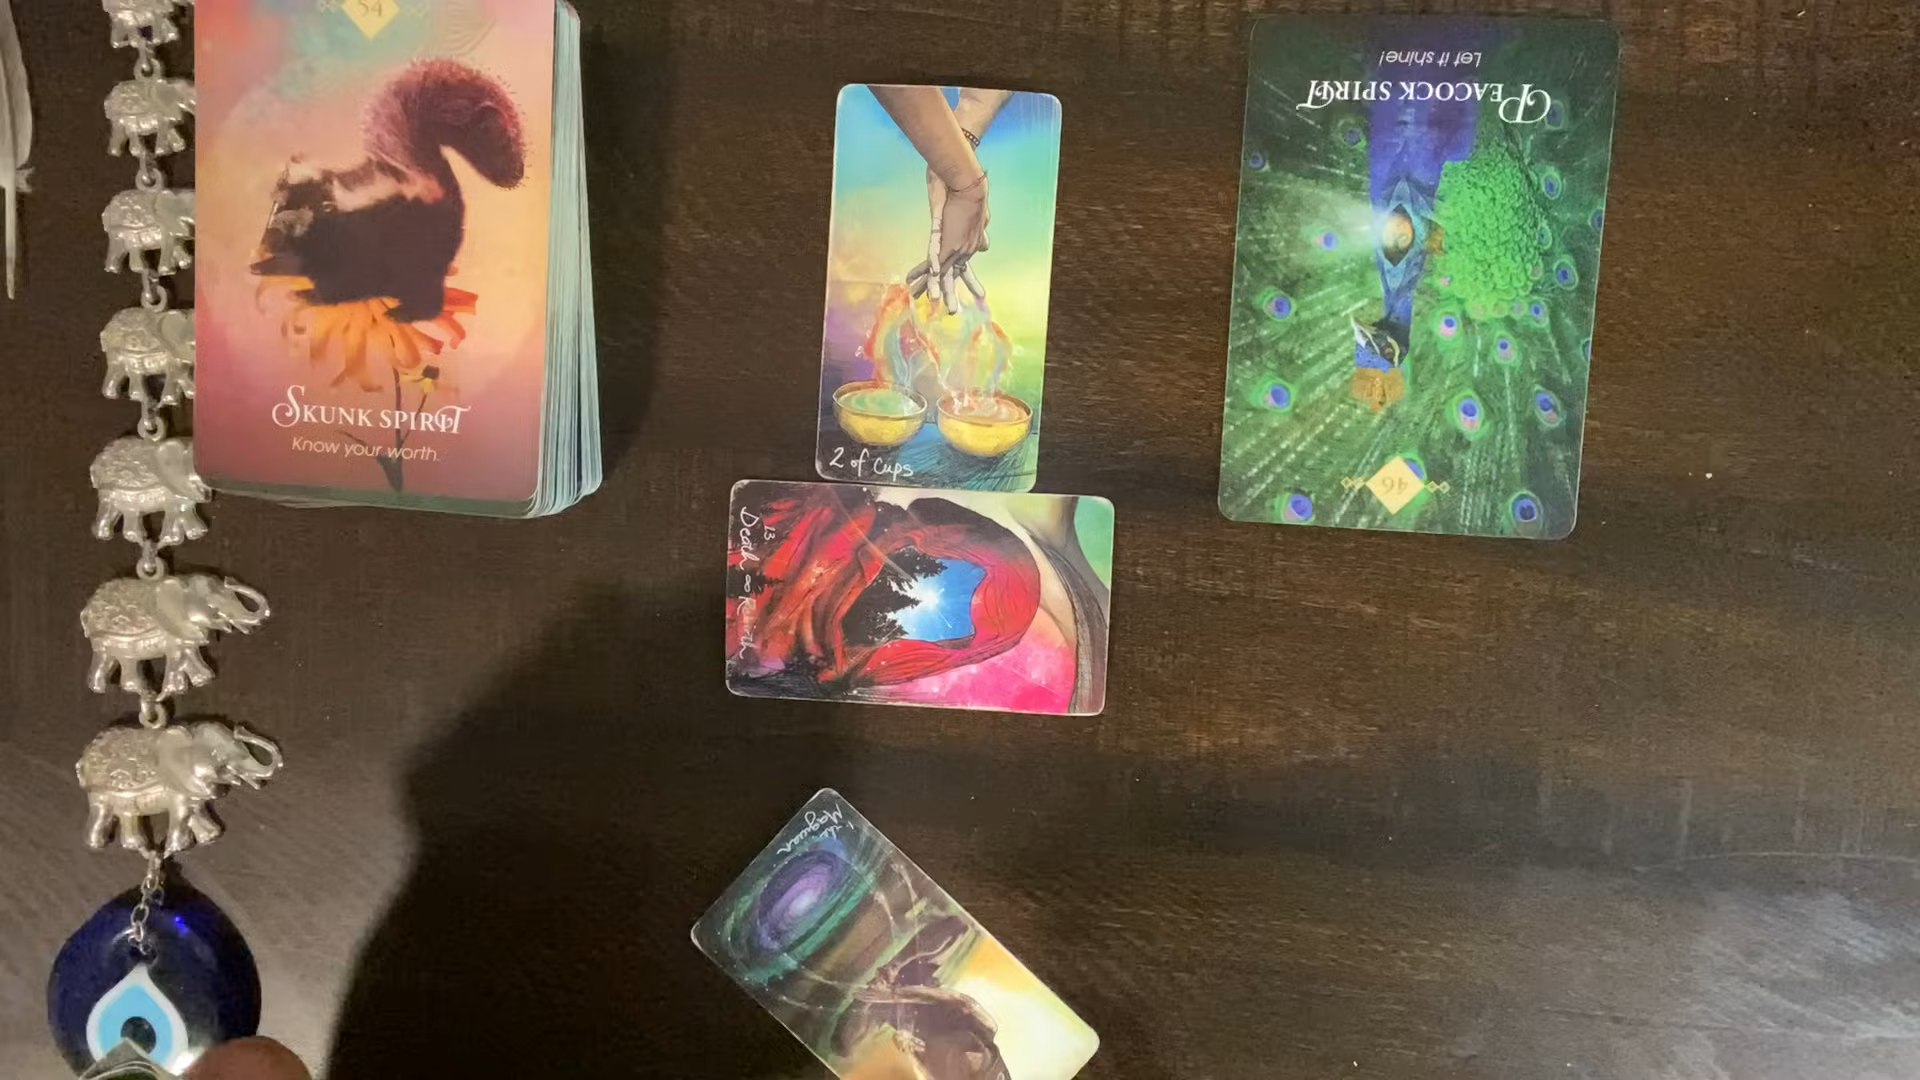 54
SKUNK SPIRIT
Know your worth.
2 of Cups
13
Death ∞ Rebirth
PEACOCK SPIRIT
Let it shine!
46
Magician